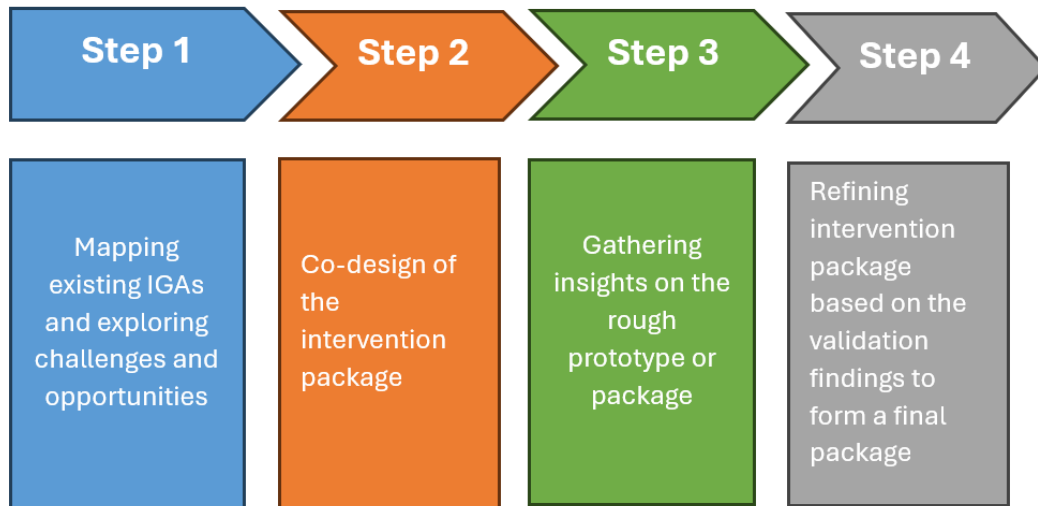 Step 1
Step 2
Step 3
Step 4
Mapping
existing IGAs
and exploring
challenges and
opportunities
Co-design of
the
intervention
package
Gathering
insights on the
rough
prototype or
package
Refining
intervention
package
based on the
validation
findings to
form a final
package